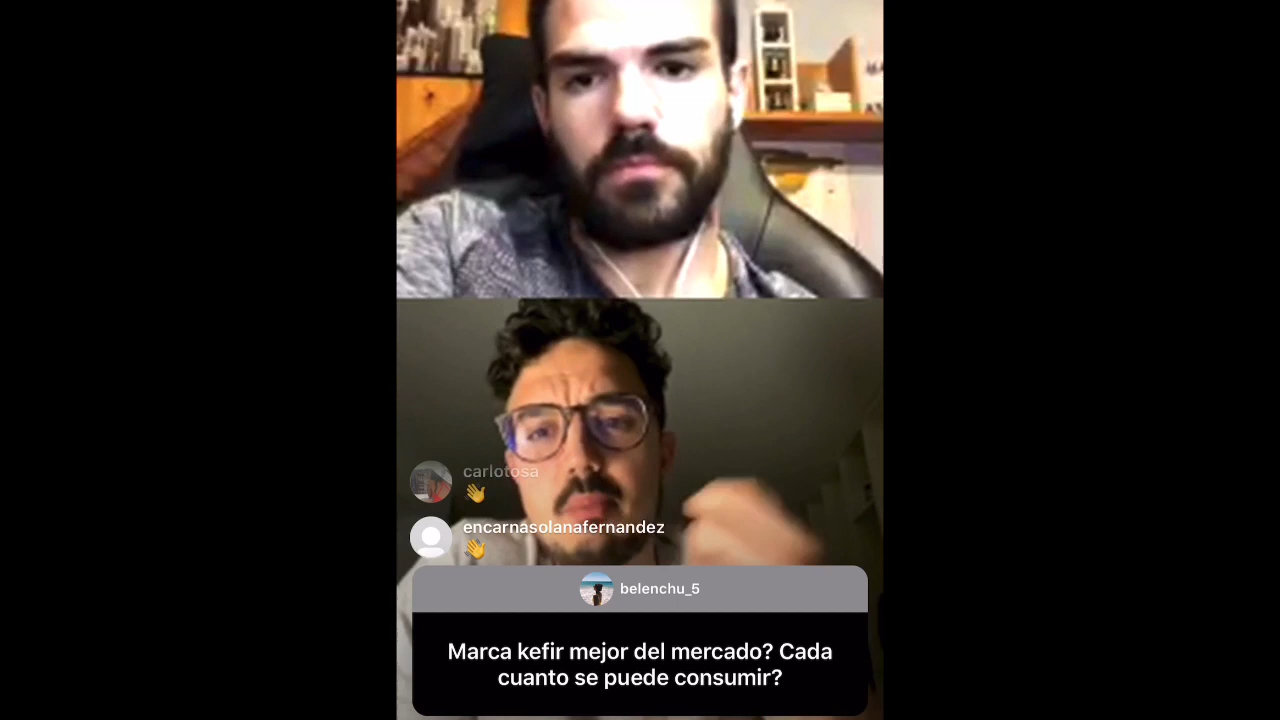 carlotosa
👋
encarnasolanafernandez
👋
belenchu_5
Marca kefir mejor del mercado? Cada
cuanto se puede consumir?